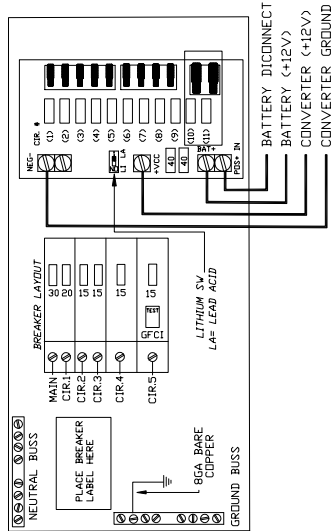 BATTERY DICONNECT
BATTERY (+12V)
CONVERTER (+12V)
CONVERTER GROUND
CIR. #
(1)
(2)
(3)
(4)
(5)
(6)
(7)
(8)
(9)
(10)
(11)
NEG-
LI LA
+VCC
40
40
BAT+
POS+ IN
LITHIUM SW
LA= LEAD ACID
BREAKER LAYOUT
30
20
15
15
15
15
TEST
GFCI
MAIN
CIR.1
CIR.2
CIR.3
CIR.4
CIR.5
NEUTRAL BUSS
PLACE BREAKER
LABEL HERE
8GA BARE
COPPER
GROUND BUSS